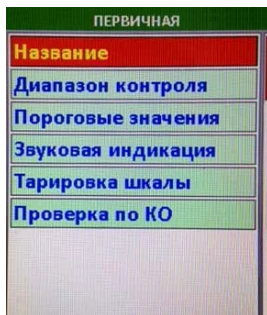 ПЕРВИЧНАЯ
Название
Диапазон контроля
Пороговые значения
Звуковая индикация
Тарировка шкалы
Проверка по КО